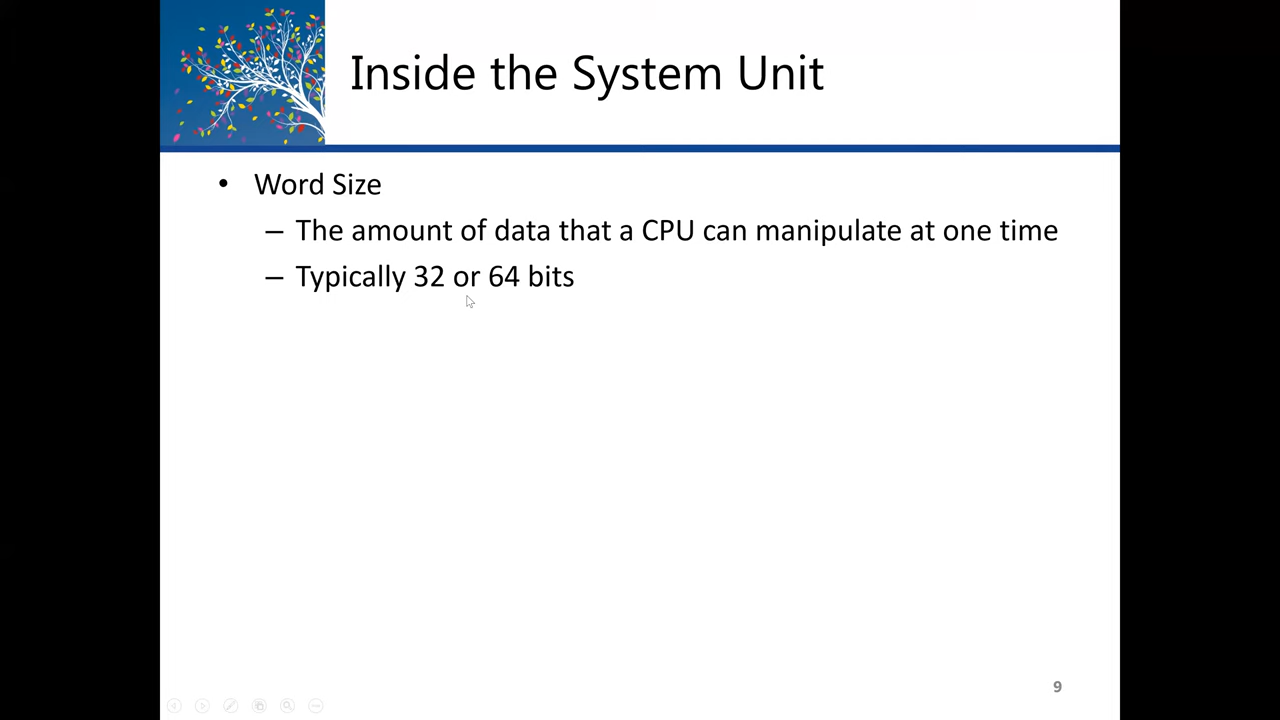 Inside the System Unit
• Word Size
– The amount of data that a CPU can manipulate at one time
– Typically 32 or 64 bits
9